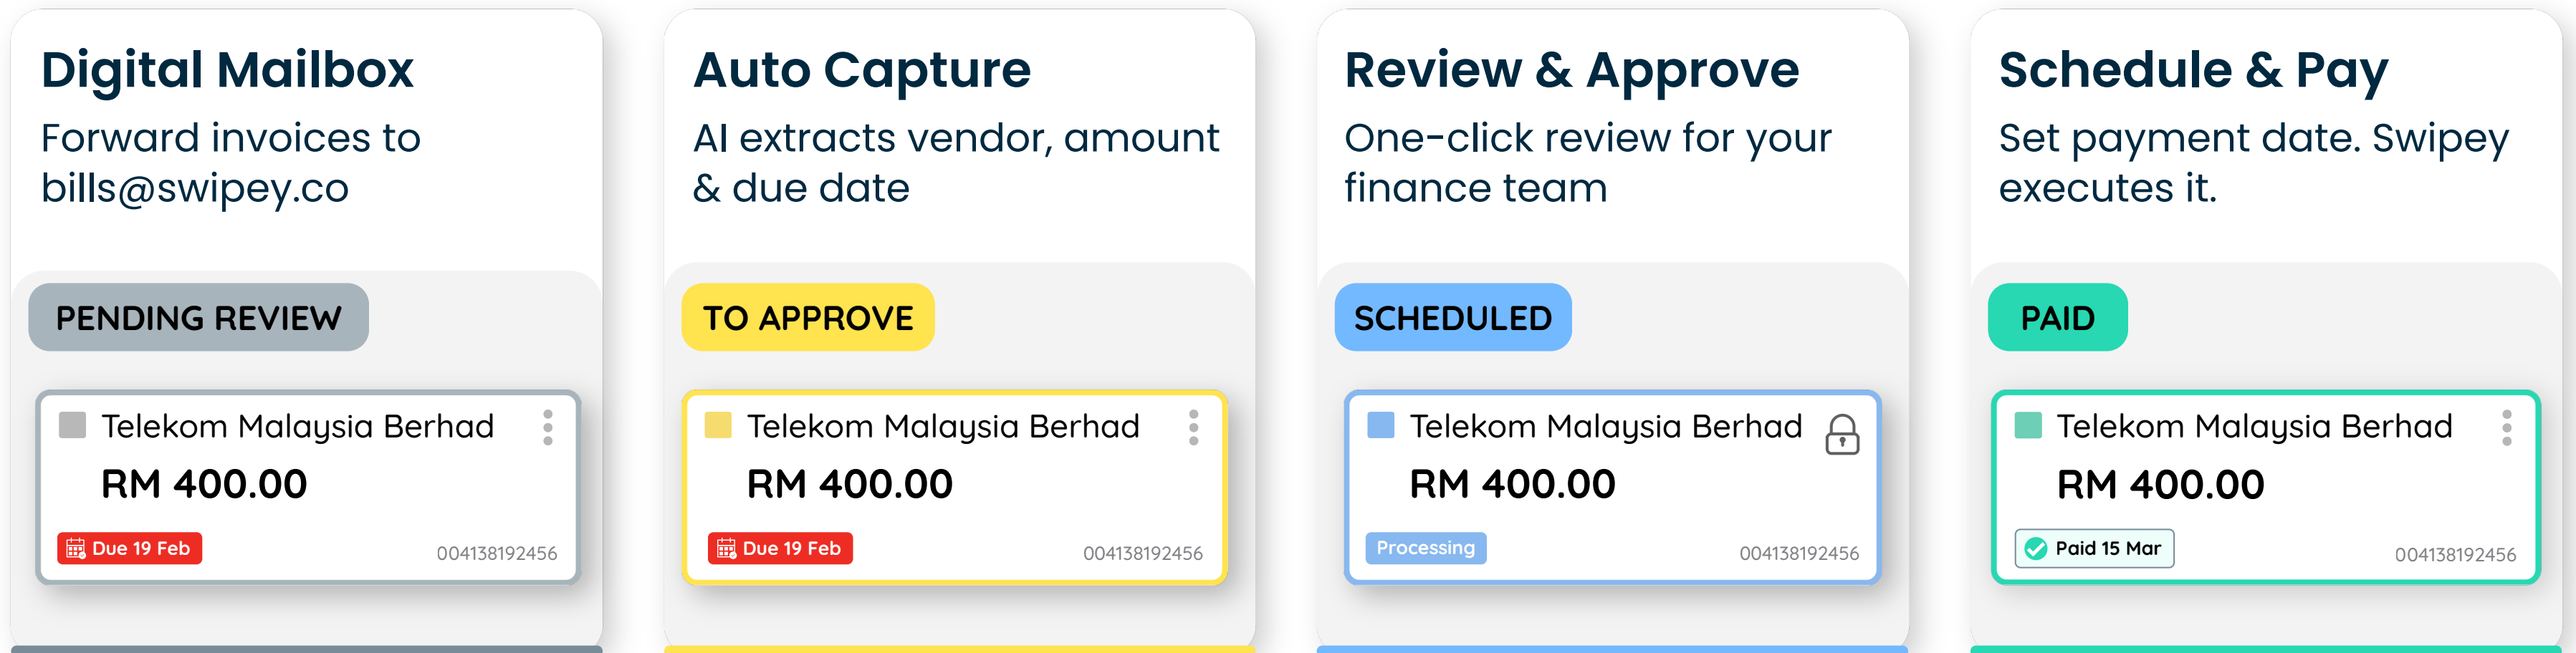 Digital Mailbox
Forward invoices to
bills@swipey.co
PENDING REVIEW
Telekom Malaysia Berhad
RM 400.00
Due 19 Feb
004138192456
Auto Capture
AI extracts vendor, amount
& due date
TO APPROVE
Telekom Malaysia Berhad
RM 400.00
Due 19 Feb
004138192456
Review & Approve
One-click review for your
finance team
SCHEDULED
Telekom Malaysia Berhad
RM 400.00
Processing
004138192456
Schedule & Pay
Set payment date. Swipey
executes it.
PAID
Telekom Malaysia Berhad
RM 400.00
Paid 15 Mar
004138192456